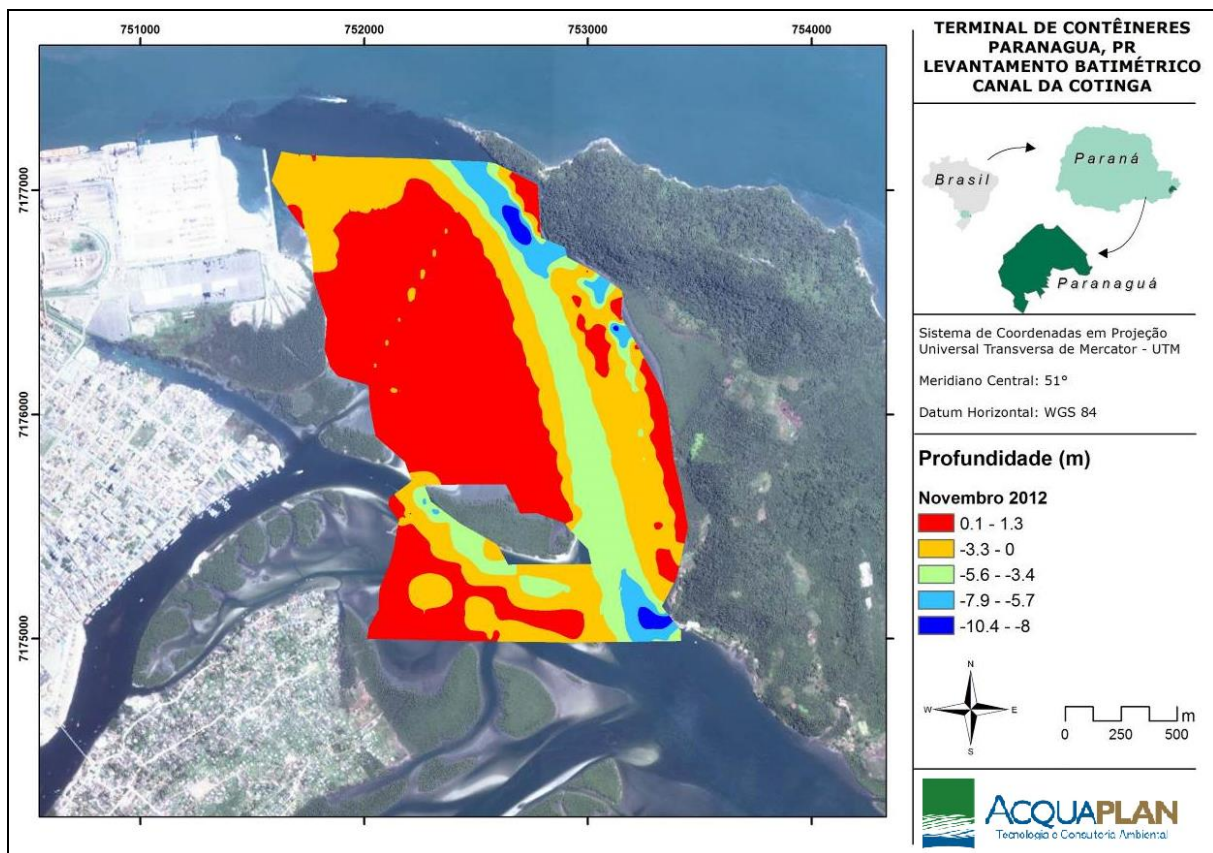 751000 752000 753000 754000
7177000
7176000
7175000
TERMINAL DE CONTÊINERES
PARANAGUA, PR
LEVANTAMENTO BATIMÉTRICO
CANAL DA COTINGA
Brasil
Paraná
Paranaguá
Sistema de Coordenadas em Projeção
Universal Transversa de Mercator - UTM
Meridiano Central: 51°
Datum Horizontal: WGS 84
Profundidade (m)
Novembro 2012
0.1 - 1.3
-3.3 - 0
-5.6 - -3.4
-7.9 - -5.7
-10.4 - -8
N
W E
S
m
0 250 500
ACQUAPLAN
Tecnologia e Consultoria Ambiental